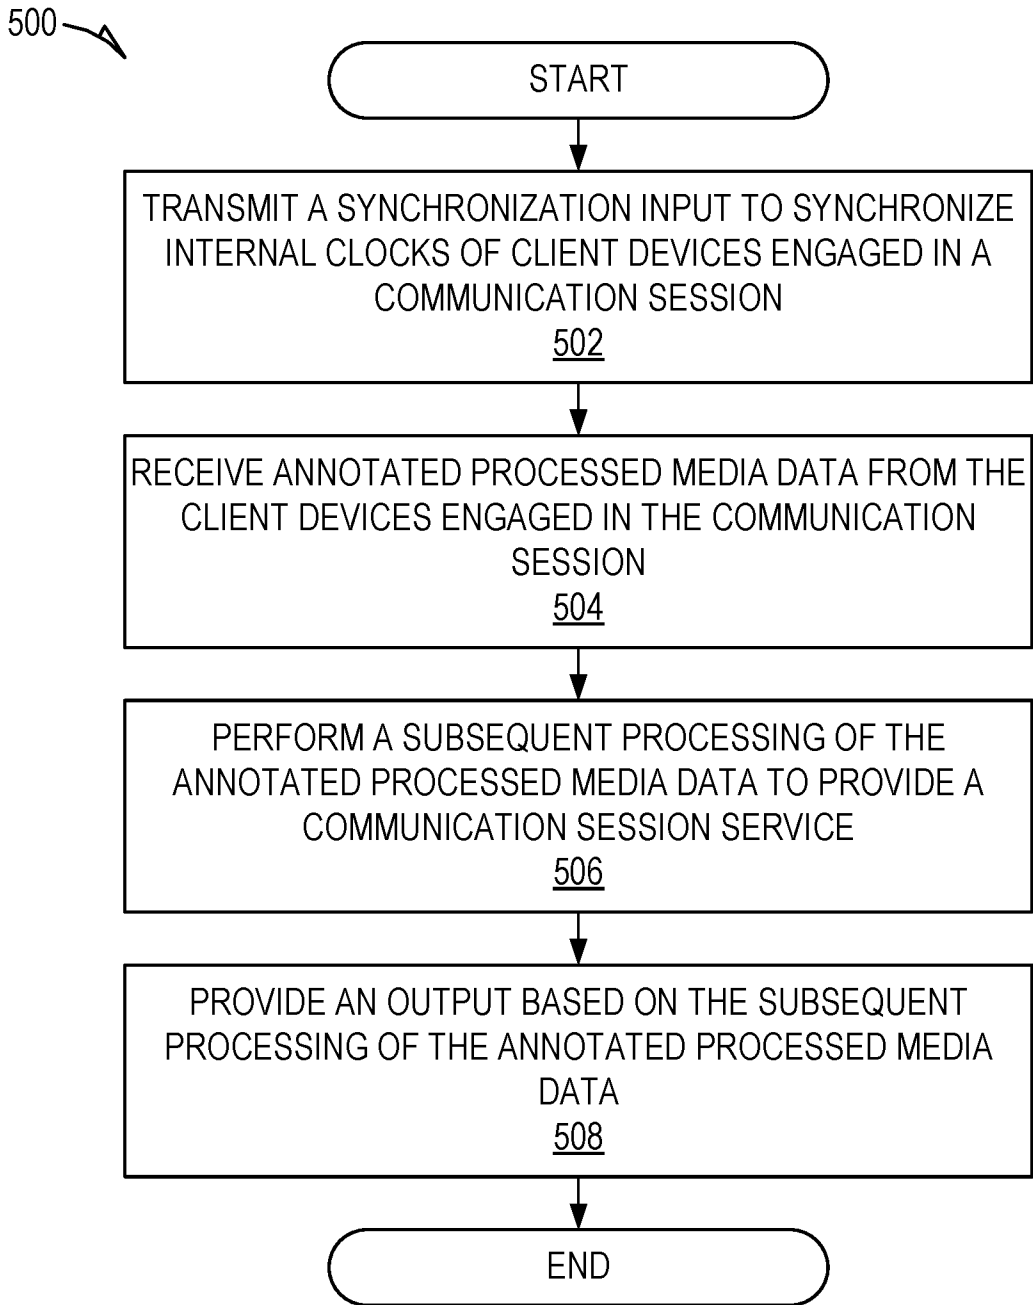 500
START
TRANSMIT A SYNCHRONIZATION INPUT TO SYNCHRONIZE
INTERNAL CLOCKS OF CLIENT DEVICES ENGAGED IN A
COMMUNICATION SESSION
502
RECEIVE ANNOTATED PROCESSED MEDIA DATA FROM THE
CLIENT DEVICES ENGAGED IN THE COMMUNICATION
SESSION
504
PERFORM A SUBSEQUENT PROCESSING OF THE
ANNOTATED PROCESSED MEDIA DATA TO PROVIDE A
COMMUNICATION SESSION SERVICE
506
PROVIDE AN OUTPUT BASED ON THE SUBSEQUENT
PROCESSING OF THE ANNOTATED PROCESSED MEDIA
DATA
508
END